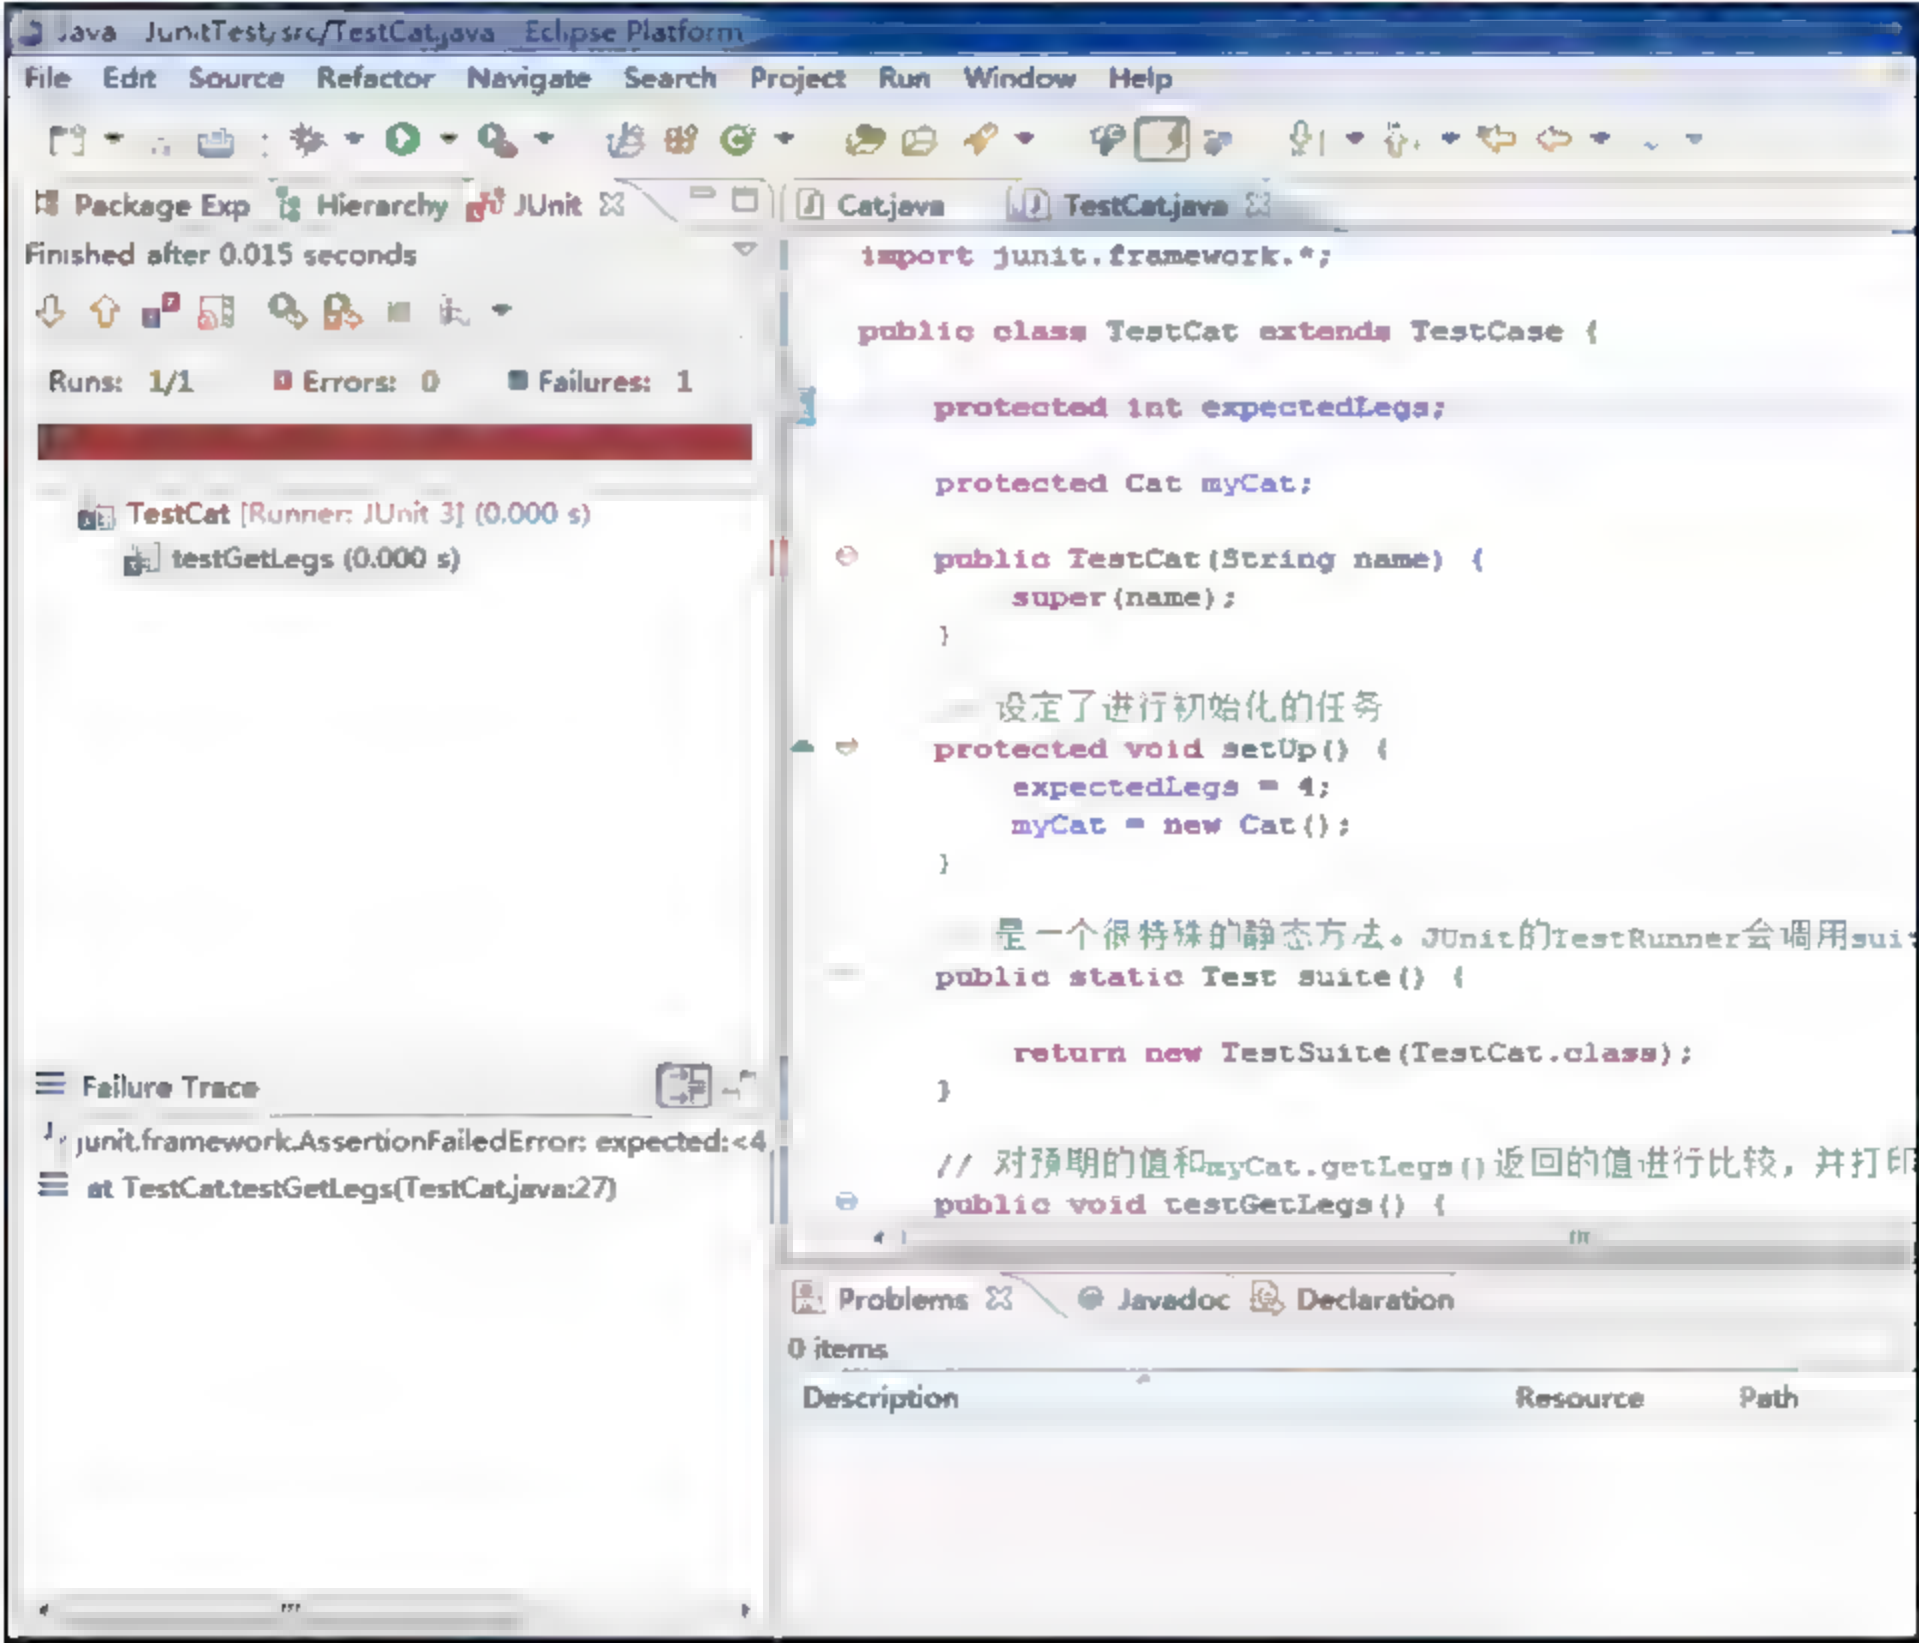 Java JunitTest/src/TestCat.java Eclipse Platform
File Edit Source Refactor Navigate Search Project Run Window Help
Package Exp Hierarchy JUnit
Finished after 0.015 seconds
Runs: 1/1 Errors: 0 Failures: 1
TestCat [Runner: JUnit 3] (0.000 s)
testGetLegs (0.000 s)
Failure Trace
junit.framework.AssertionFailedError: expected:<4
at TestCat.testGetLegs(TestCat.java:27)
Cat.java TestCat.java
import junit.framework.*;
public class TestCat extends TestCase {
protected int expectedLegs;
protected Cat myCat;
public TestCat(String name) {
super(name);
}
设定了进行初始化的任务
protected void setUp() {
expectedLegs = 4;
myCat = new Cat();
}
是一个很特殊的静态方法。JUnit的TestRunner会调用sui
public static Test suite() {
return new TestSuite(TestCat.class);
}
// 对预期的值和myCat.getLegs()返回的值进行比较，并打印
public void testGetLegs() {
Problems Javadoc Declaration
0 items
Description Resource Path